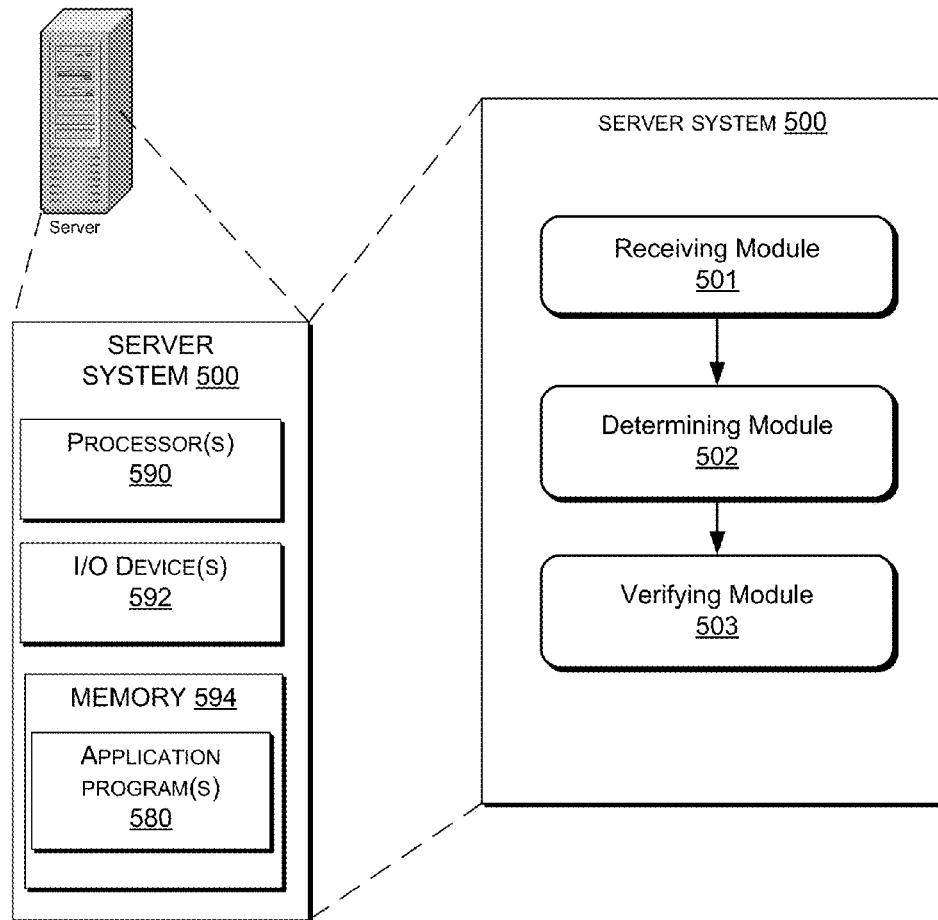 Server
SERVER
SYSTEM 500
PROCESSOR(S)
590
I/O DEVICE(S)
592
MEMORY 594
APPLICATION
PROGRAM(S)
580
SERVER SYSTEM 500
Receiving Module
501
Determining Module
502
Verifying Module
503